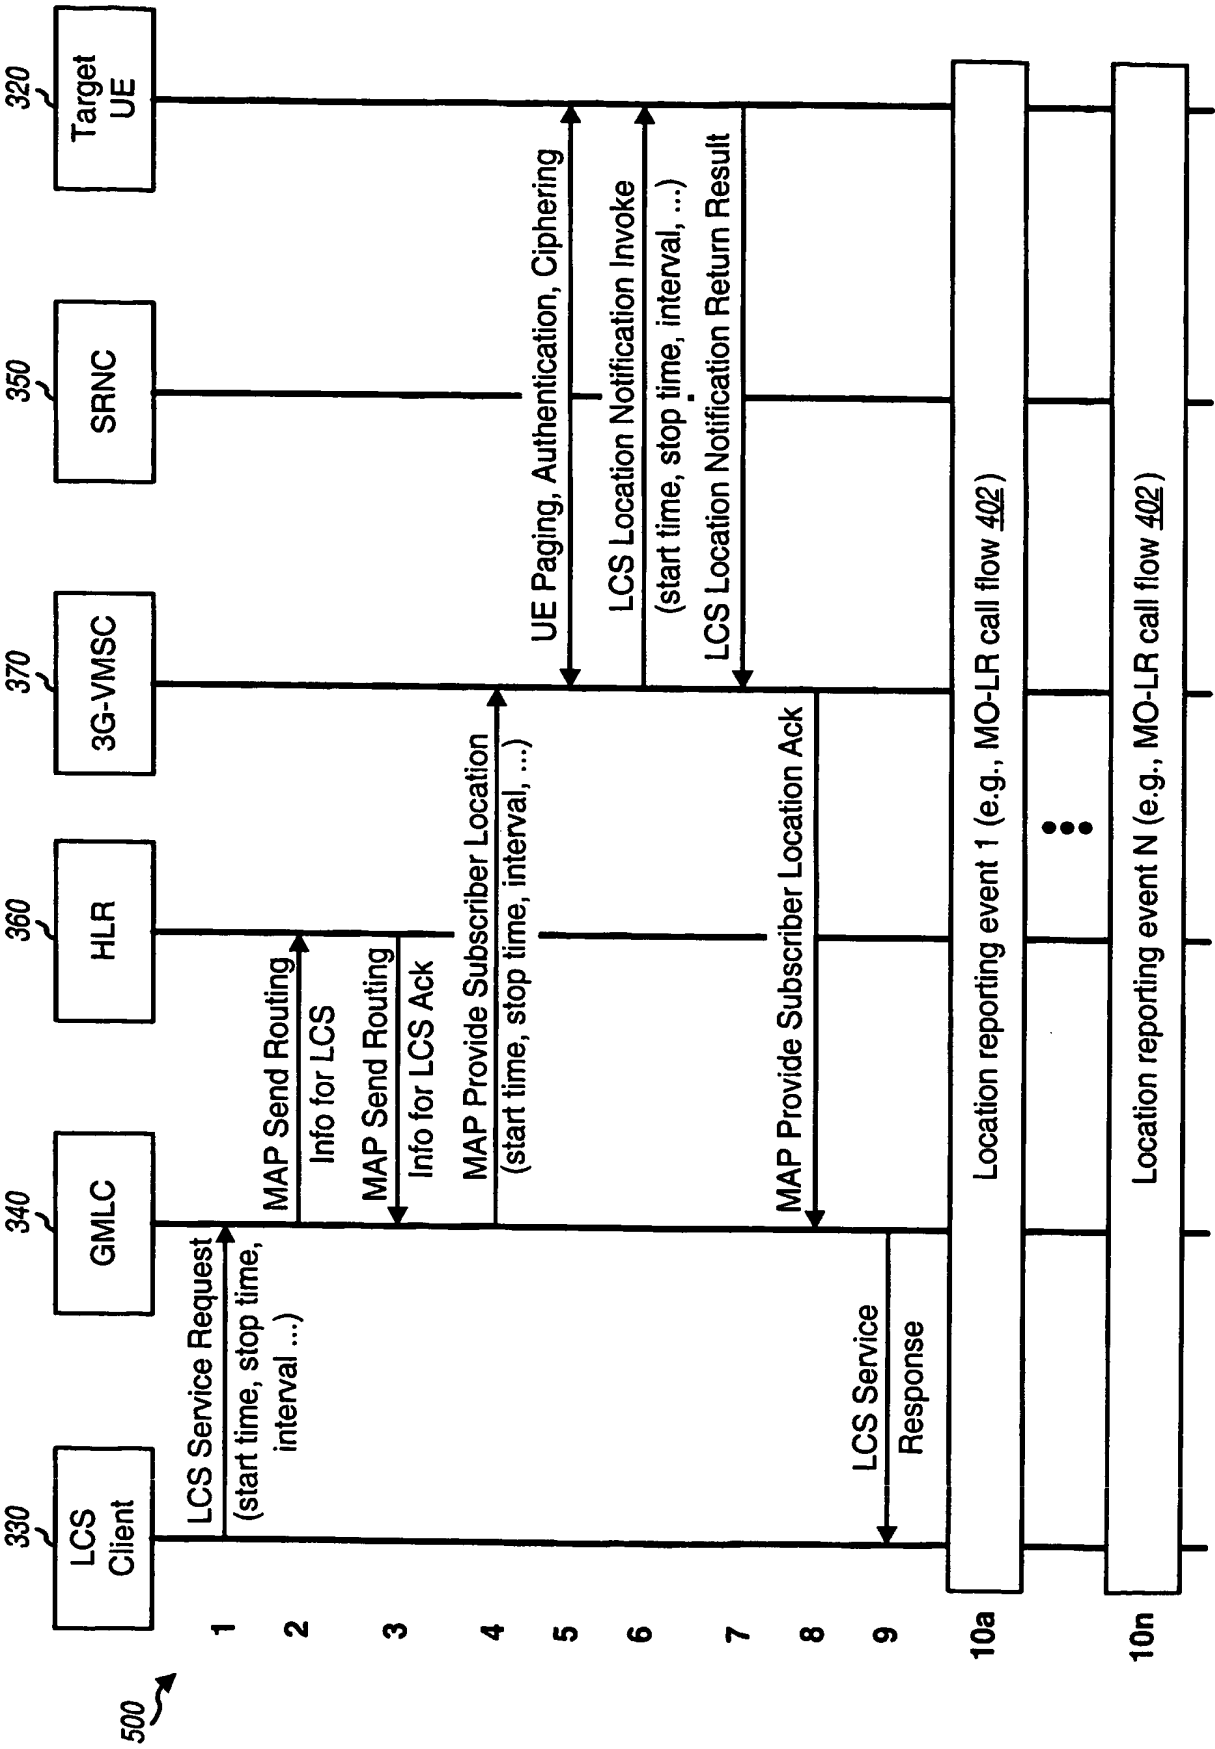 500
330
340
360
370
350
320
LCS
Client
GMLC
HLR
3G-VMSC
SRNC
Target
UE
1
LCS Service Request
(start time, stop time,
interval ...)
2
MAP Send Routing
Info for LCS
3
MAP Send Routing
Info for LCS Ack
4
MAP Provide Subscriber Location
(start time, stop time, interval, ...)
5
UE Paging, Authentication, Ciphering
6
LCS Location Notification Invoke
(start time, stop time, interval, ...)
7
LCS Location Notification Return Result
8
MAP Provide Subscriber Location Ack
9
LCS Service
Response
10a
Location reporting event 1 (e.g., MO-LR call flow 402)
10n
Location reporting event N (e.g., MO-LR call flow 402)